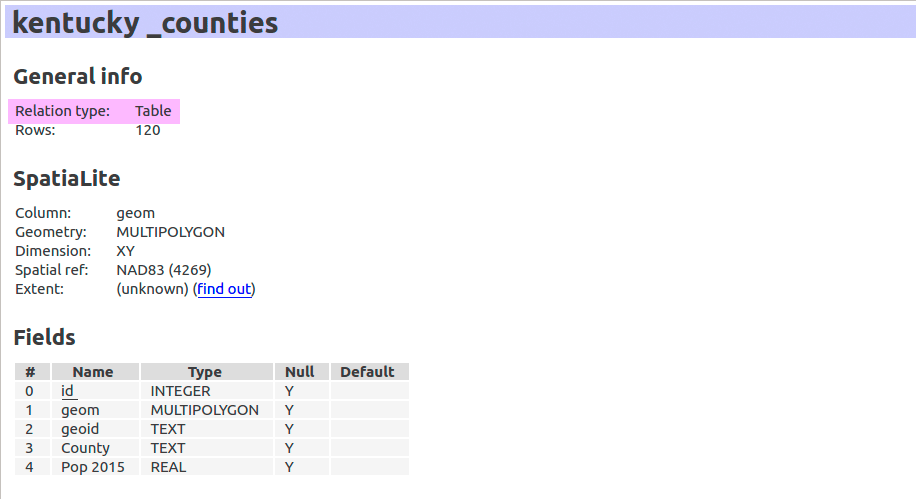 kentucky _counties
General info
Relation type: Table
Rows: 120
SpatiaLite
Column: geom
Geometry: MULTIPOLYGON
Dimension: XY
Spatial ref: NAD83 (4269)
Extent: (unknown) (find out)
Fields
# Name Type Null Default
0 id INTEGER Y
1 geom MULTIPOLYGON Y
2 geoid TEXT Y
3 County TEXT Y
4 Pop 2015 REAL Y